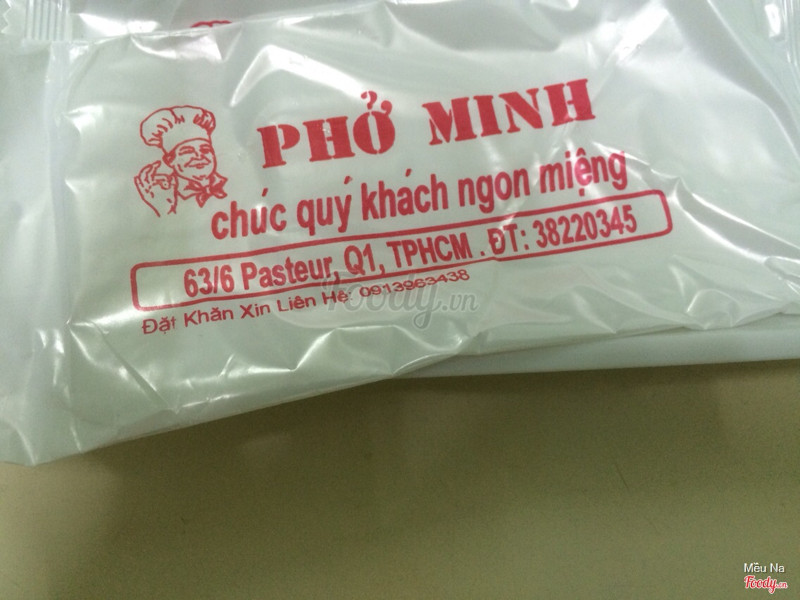 PHỞ MINH
chúc quý khách ngon miệng
63/6 Pasteur, Q1, TPHCM . ĐT: 38220345
Đặt Khăn Xin Liên Hệ: 0913963438
Foody.vn
Mều Na
Foody.vn